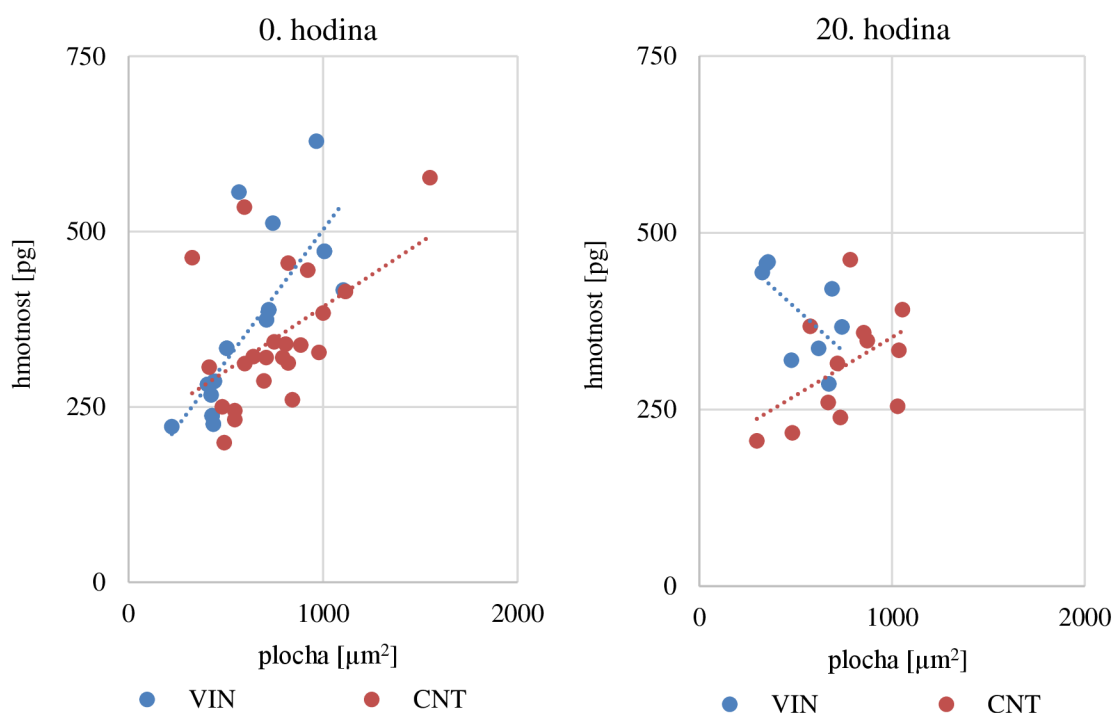 0. hodina
750
500
250
0
hmotnost [pg]
0 1000 2000
plocha [µm²]
VIN CNT
20. hodina
750
500
250
0
hmotnost [pg]
0 1000 2000
plocha [µm²]
VIN CNT